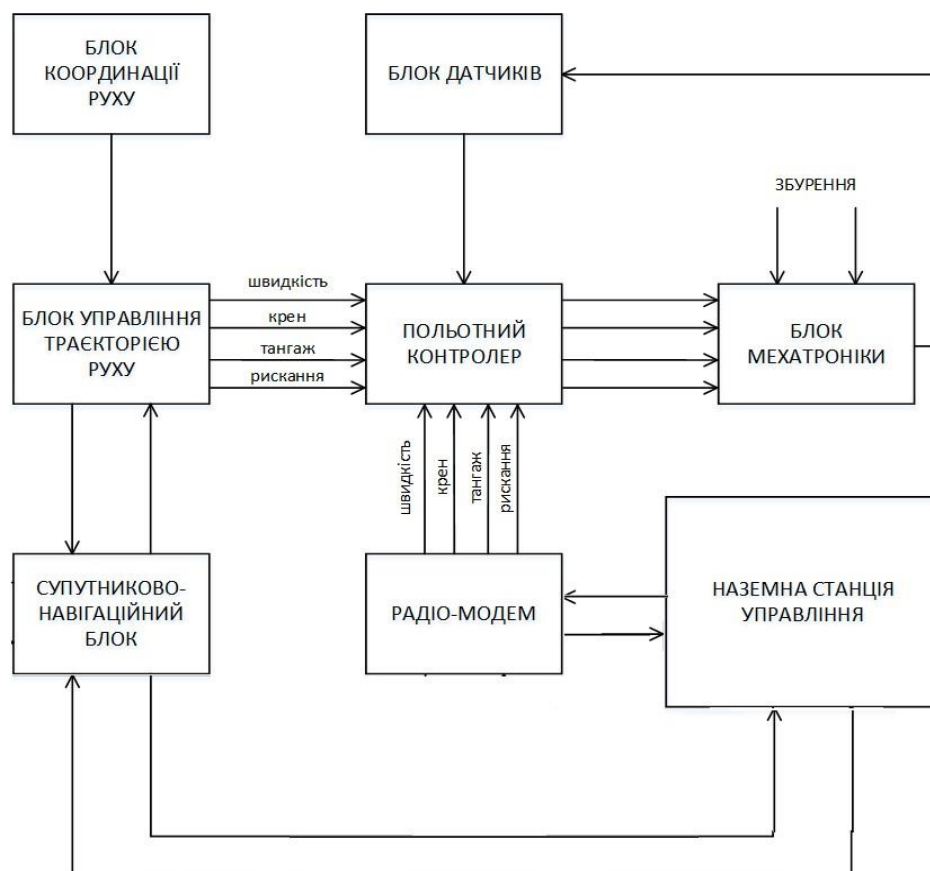 БЛОК
КООРДИНАЦІЇ
РУХУ
БЛОК ДАТЧИКІВ
ЗБУРЕННЯ
БЛОК УПРАВЛІННЯ
ТРАЄКТОРІЄЮ
РУХУ
швидкість
крен
тангаж
рискання
ПОЛЬОТНИЙ
КОНТРОЛЕР
БЛОК
МЕХАТРОНІКИ
швидкість
крен
тангаж
рискання
СУПУТНИКОВО-
НАВІГАЦІЙНИЙ
БЛОК
РАДІО-МОДЕМ
НАЗЕМНА СТАНЦІЯ
УПРАВЛІННЯ